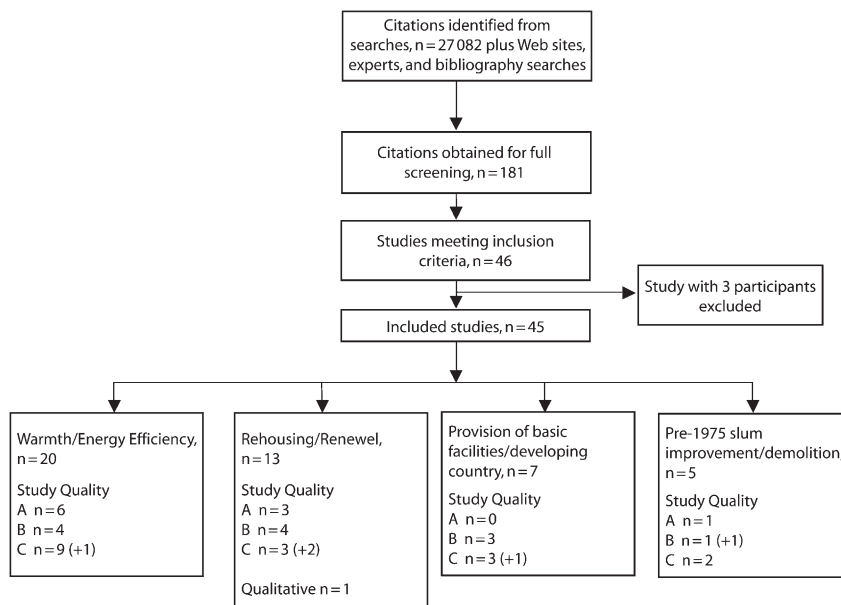 Citations identified from
searches, n = 27 082 plus Web sites,
experts, and bibliography searches
Citations obtained for full
screening, n = 181
Studies meeting inclusion
criteria, n = 46
Study with 3 participants
excluded
Included studies, n = 45
Warmth/Energy Efficiency,
n = 20
Study Quality
A n = 6
B n = 4
C n = 9 (+1)
Rehousing/Renewel,
n = 13
Study Quality
A n = 3
B n = 4
C n = 3 (+2)
Qualitative n = 1
Provision of basic
facilities/developing
country, n = 7
Study Quality
A n = 0
B n = 3
C n = 3 (+1)
Pre-1975 slum
improvement/demolition,
n = 5
Study Quality
A n = 1
B n = 1 (+1)
C n = 2